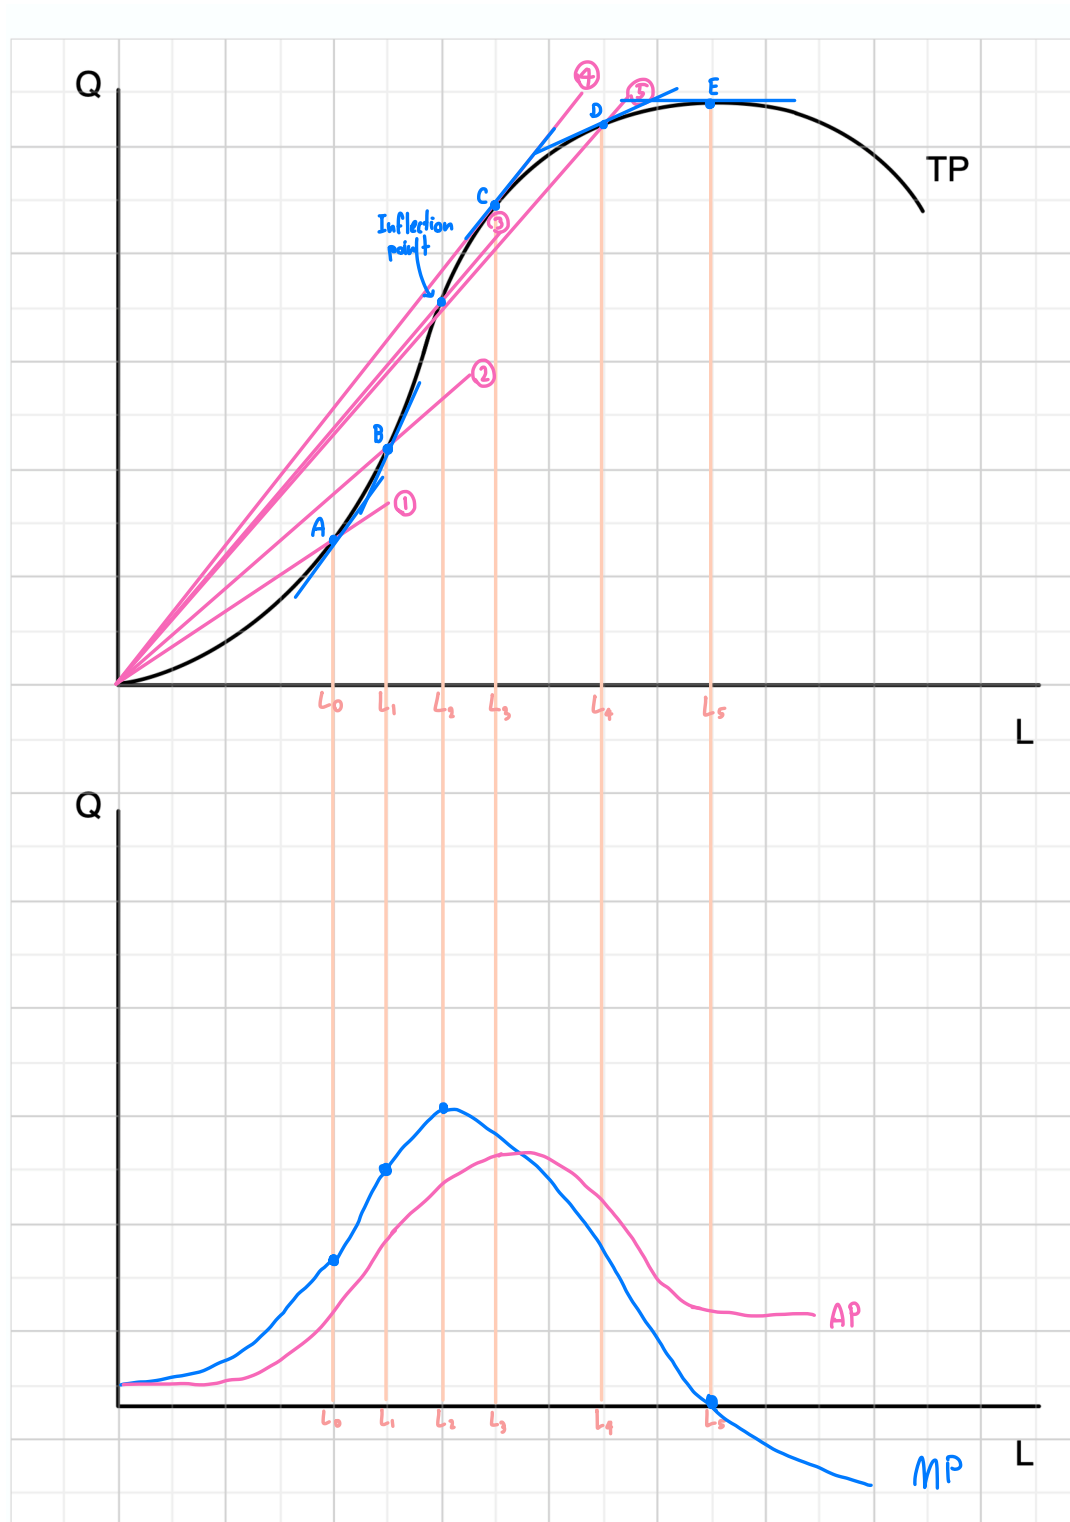 Q
④
⑤
E
D
TP
C
Inflection
point
③
②
B
①
A
L₀ L₁ L₂ L₃ L₄ L₅
L
Q
AP
L₀ L₁ L₂ L₃ L₄ L₅
L
MP